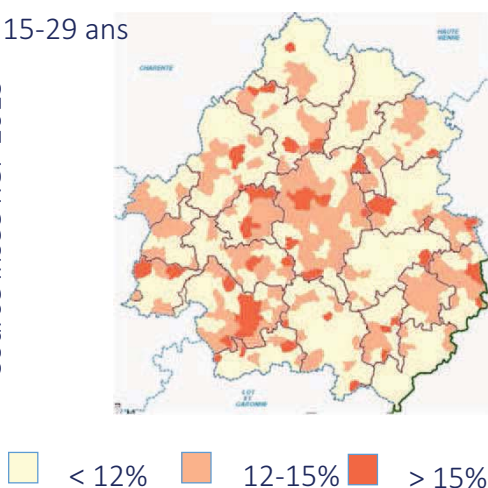 15-29 ans
HAUTE
VIENNE
CHARENTE
LOT
ET
GARONNE
< 12%
12-15%
> 15%